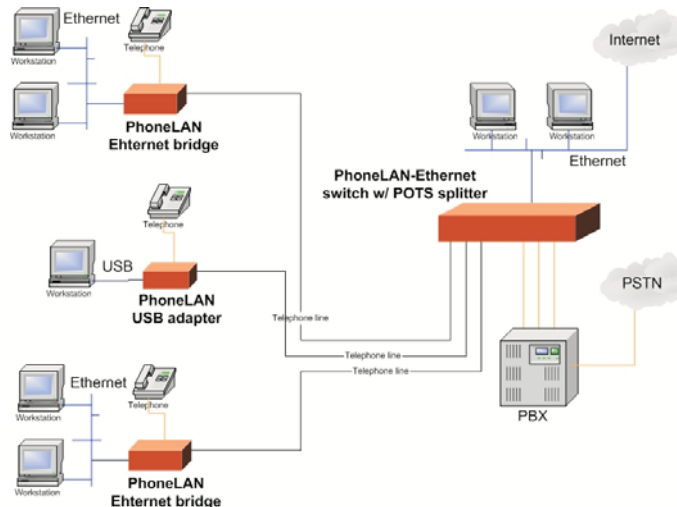 Ethernet
Telephone
Workstation
Workstation
PhoneLAN
Ehternet bridge
Internet
Workstation
Workstation
Ethernet
PhoneLAN-Ethernet
switch w/ POTS splitter
Telephone
USB
Workstation
PhoneLAN
USB adapter
Telephone line
Telephone line
Telephone line
PSTN
PBX
Ethernet
Telephone
Workstation
Workstation
PhoneLAN
Ehternet bridge